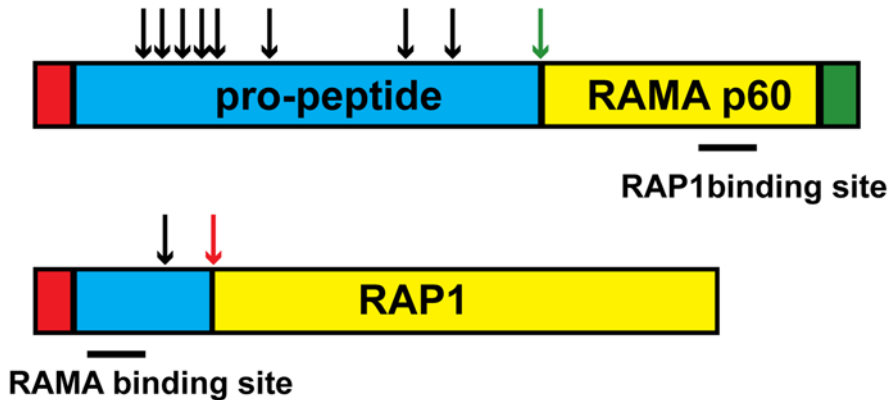 pro-peptide RAMA p60
RAP1binding site
RAP1
RAMA binding site